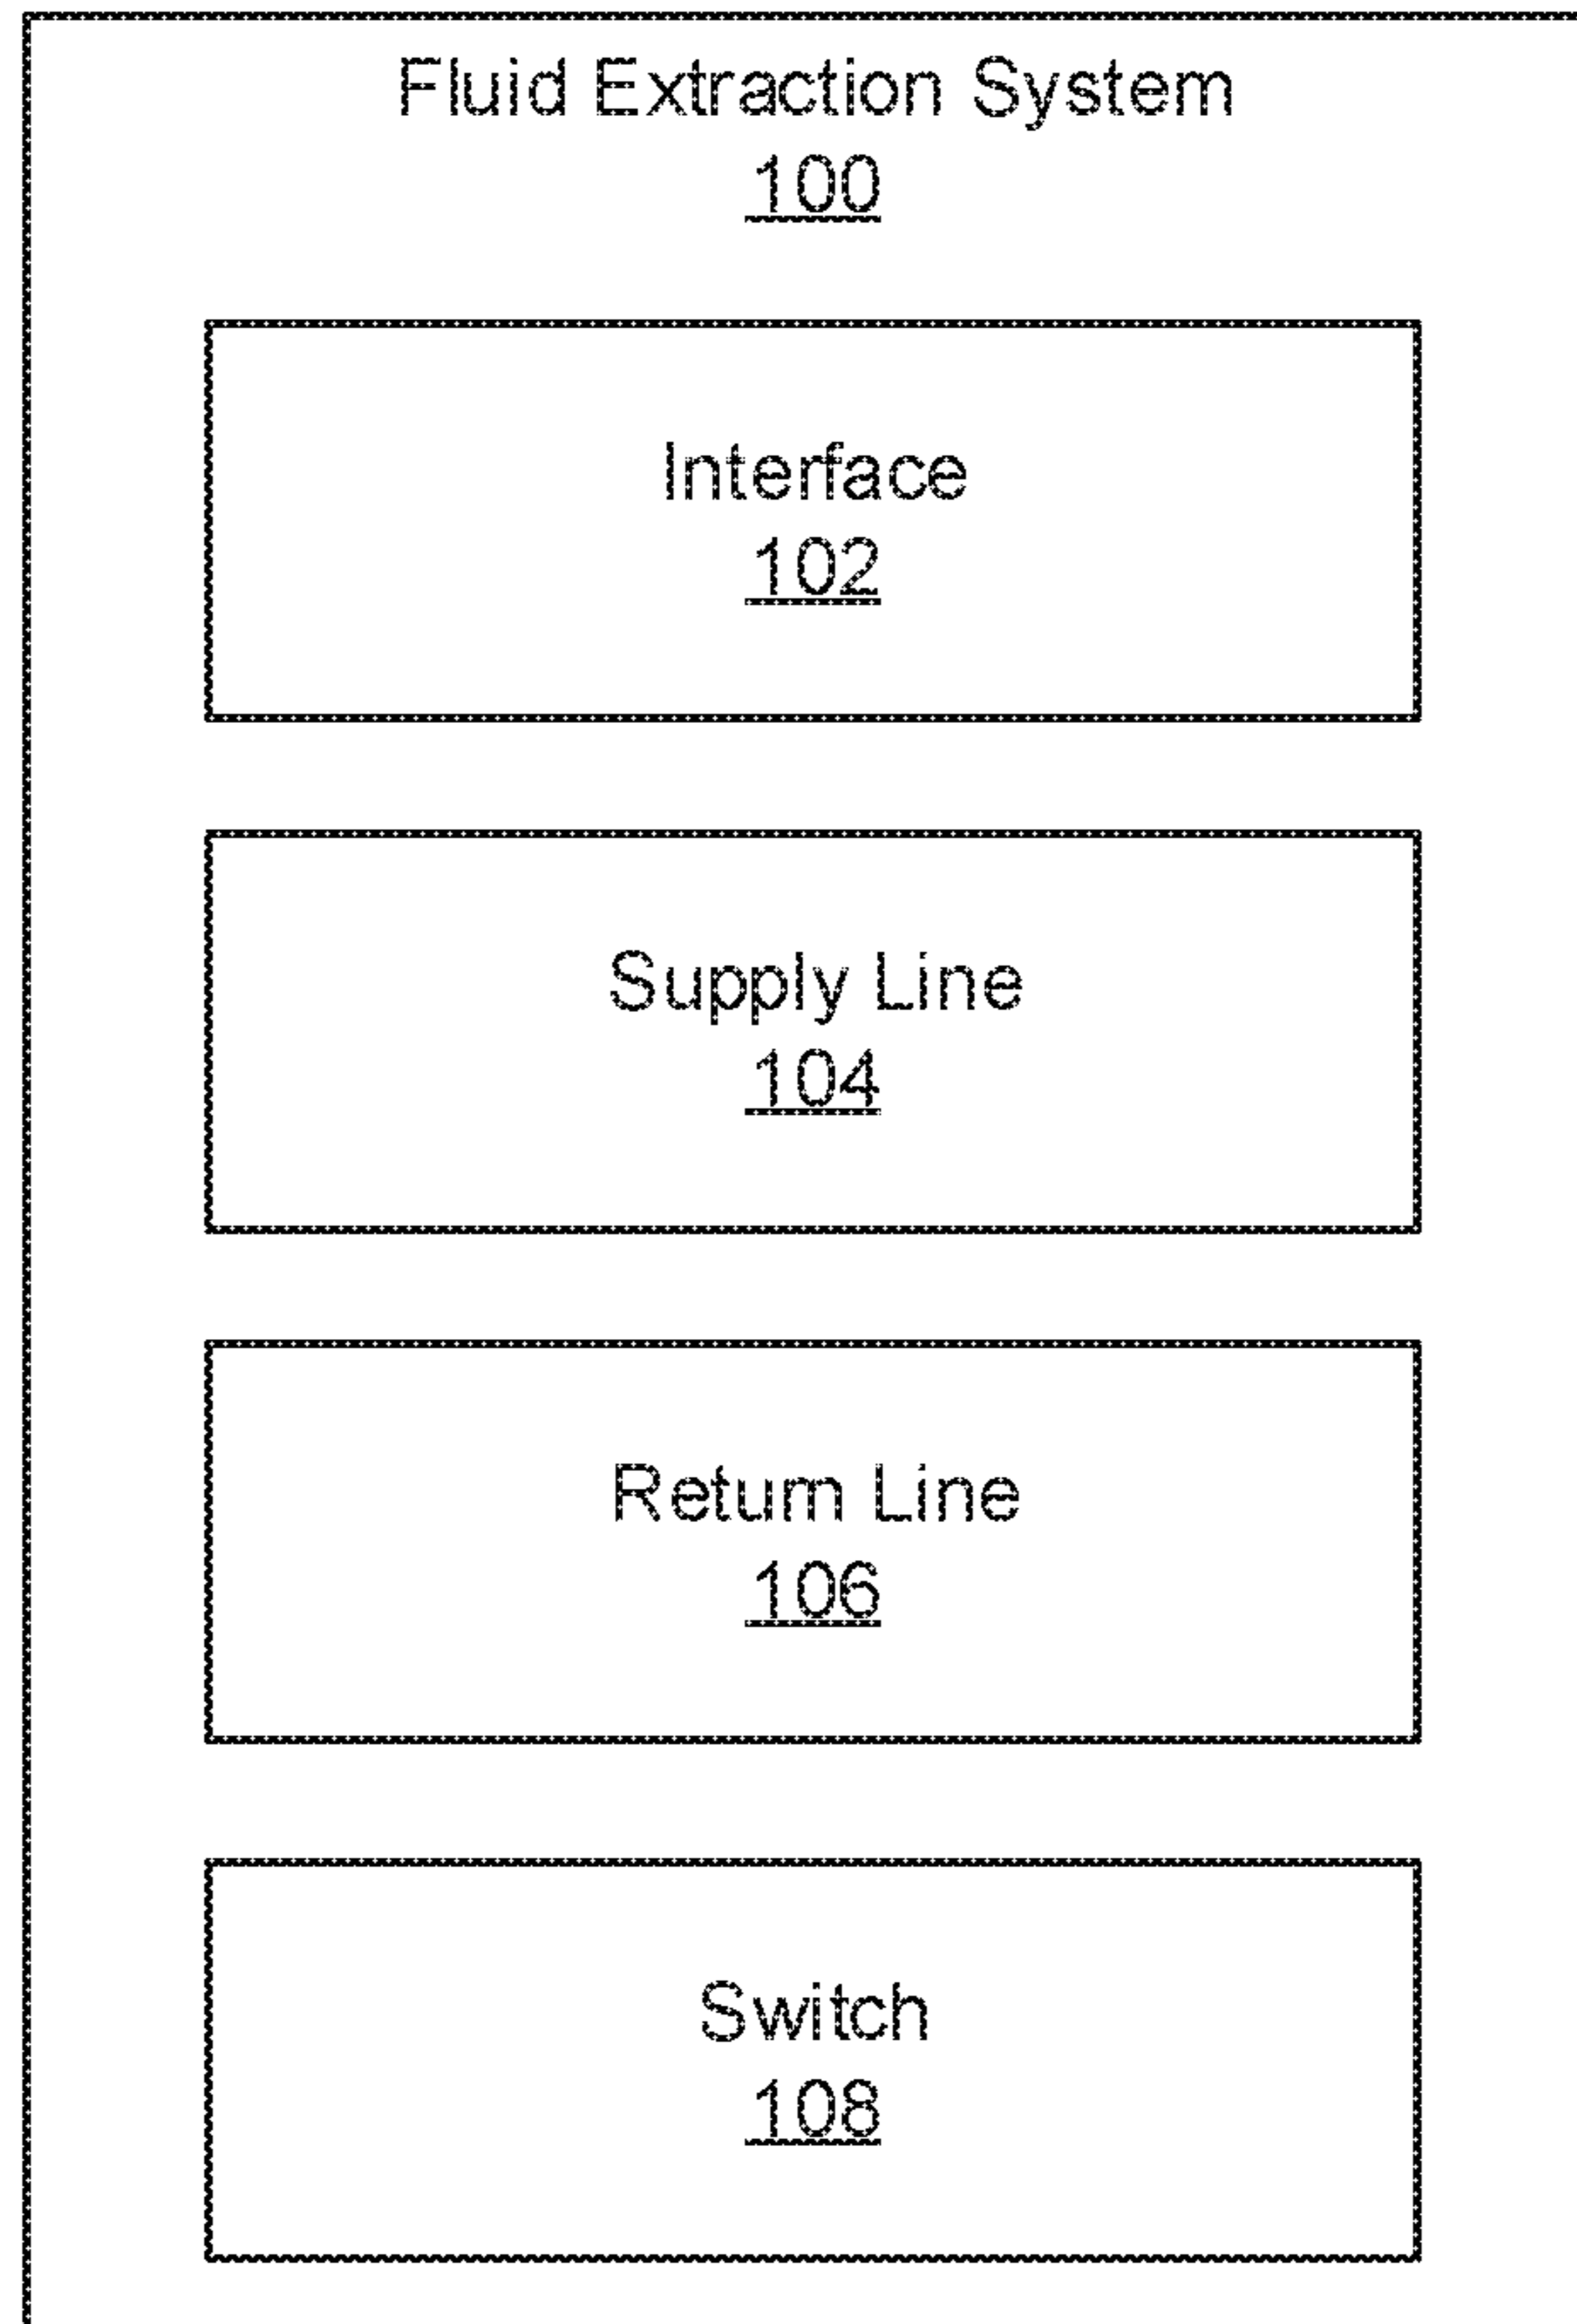 Fluid Extraction System
100
Interface
102
Supply Line
104
Return Line
106
Switch
108